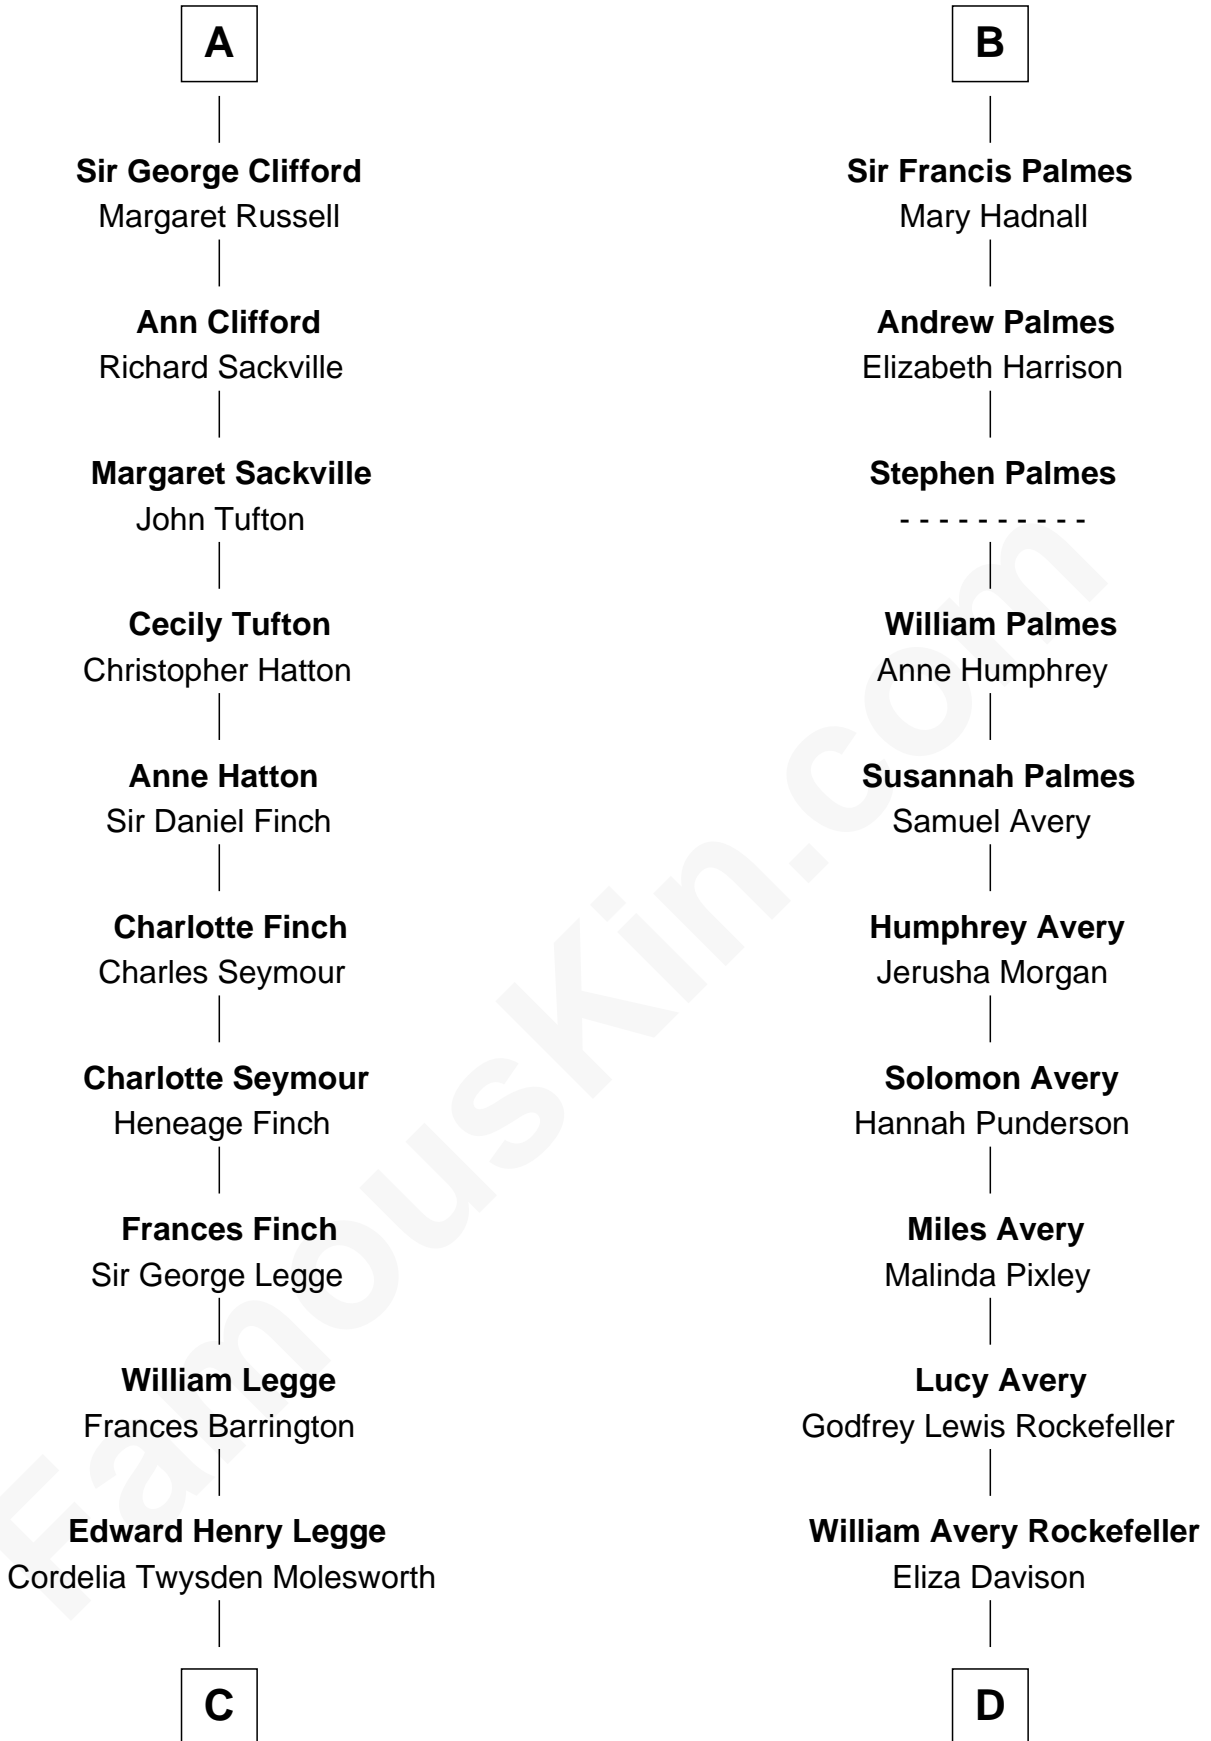 A
Sir George Clifford
Margaret Russell
Ann Clifford
Richard Sackville
Margaret Sackville
John Tufton
Cecily Tufton
Christopher Hatton
Anne Hatton
Sir Daniel Finch
Charlotte Finch
Charles Seymour
Charlotte Seymour
Heneage Finch
Frances Finch
Sir George Legge
William Legge
Frances Barrington
Edward Henry Legge
Cordelia Twysden Molesworth
C
B
Sir Francis Palmes
Mary Hadnall
Andrew Palmes
Elizabeth Harrison
Stephen Palmes
- - - - - - - - - -
William Palmes
Anne Humphrey
Susannah Palmes
Samuel Avery
Humphrey Avery
Jerusha Morgan
Solomon Avery
Hannah Punderson
Miles Avery
Malinda Pixley
Lucy Avery
Godfrey Lewis Rockefeller
William Avery Rockefeller
Eliza Davison
D
FamousKin.com